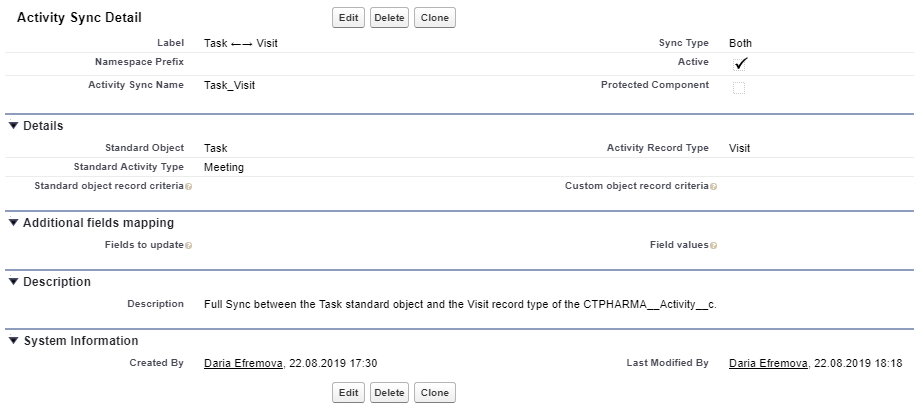 Activity Sync Detail Edit Delete Clone
Label Task ←→ Visit Sync Type Both
Namespace Prefix Active ✓
Activity Sync Name Task_Visit Protected Component
▼ Details
Standard Object Task Activity Record Type Visit
Standard Activity Type Meeting
Standard object record criteria ? Custom object record criteria ?
▼ Additional fields mapping
Fields to update ? Field values ?
▼ Description
Description Full Sync between the Task standard object and the Visit record type of the CTPHARMA__Activity__c.
▼ System Information
Created By Daria Efremova, 22.08.2019 17:30 Last Modified By Daria Efremova, 22.08.2019 18:18
Edit Delete Clone